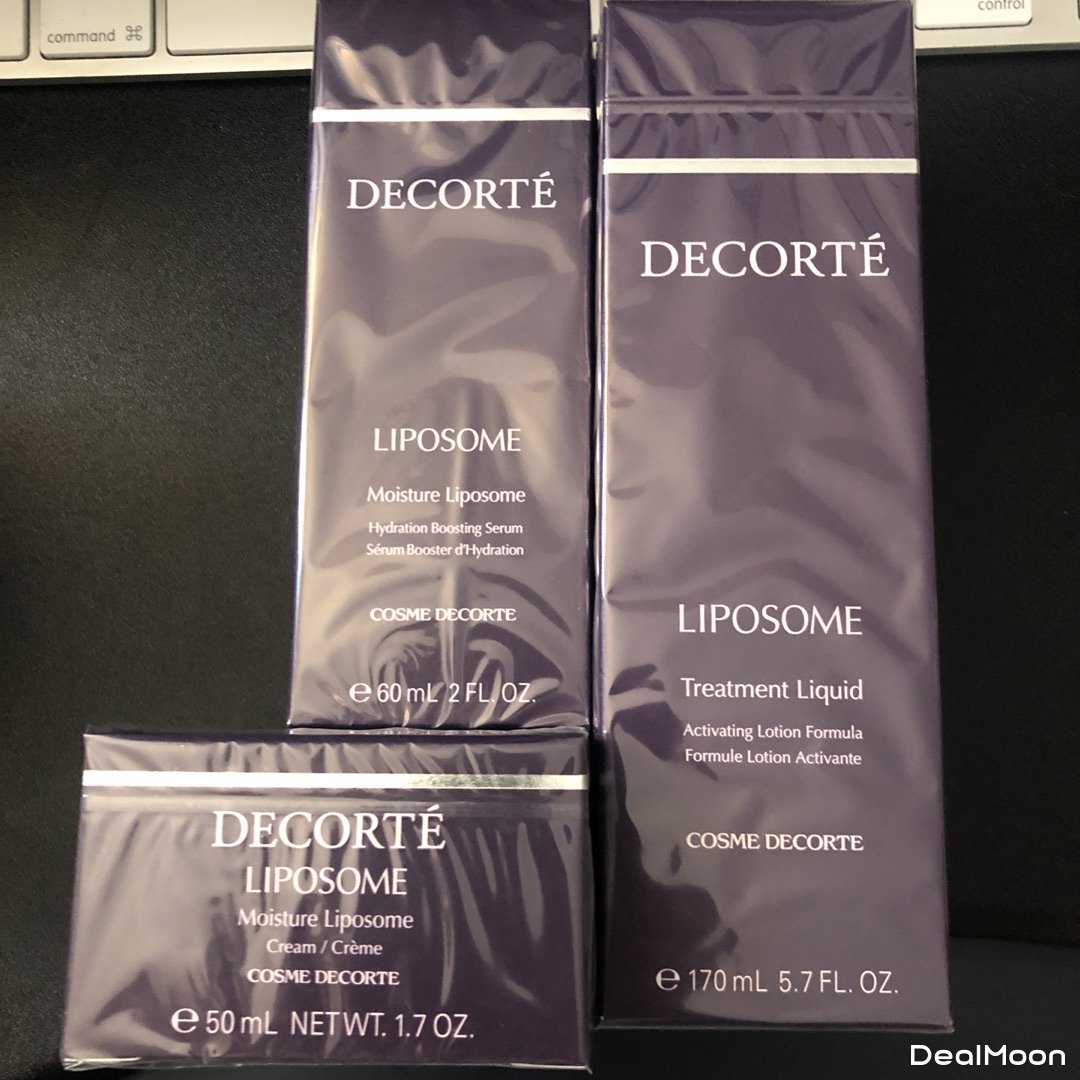 command ⌘
control
DECORTÉ
LIPOSOME
Moisture Liposome
Hydration Boosting Serum
Sérum Booster d'Hydration
COSME DECORTE
℮ 60 mL 2 FL. OZ.
DECORTÉ
LIPOSOME
Treatment Liquid
Activating Lotion Formula
Formule Lotion Activante
COSME DECORTE
℮ 170 mL 5.7 FL. OZ.
DECORTÉ
LIPOSOME
Moisture Liposome
Cream / Crème
COSME DECORTE
℮ 50 mL NET WT. 1.7 OZ.
DealMoon